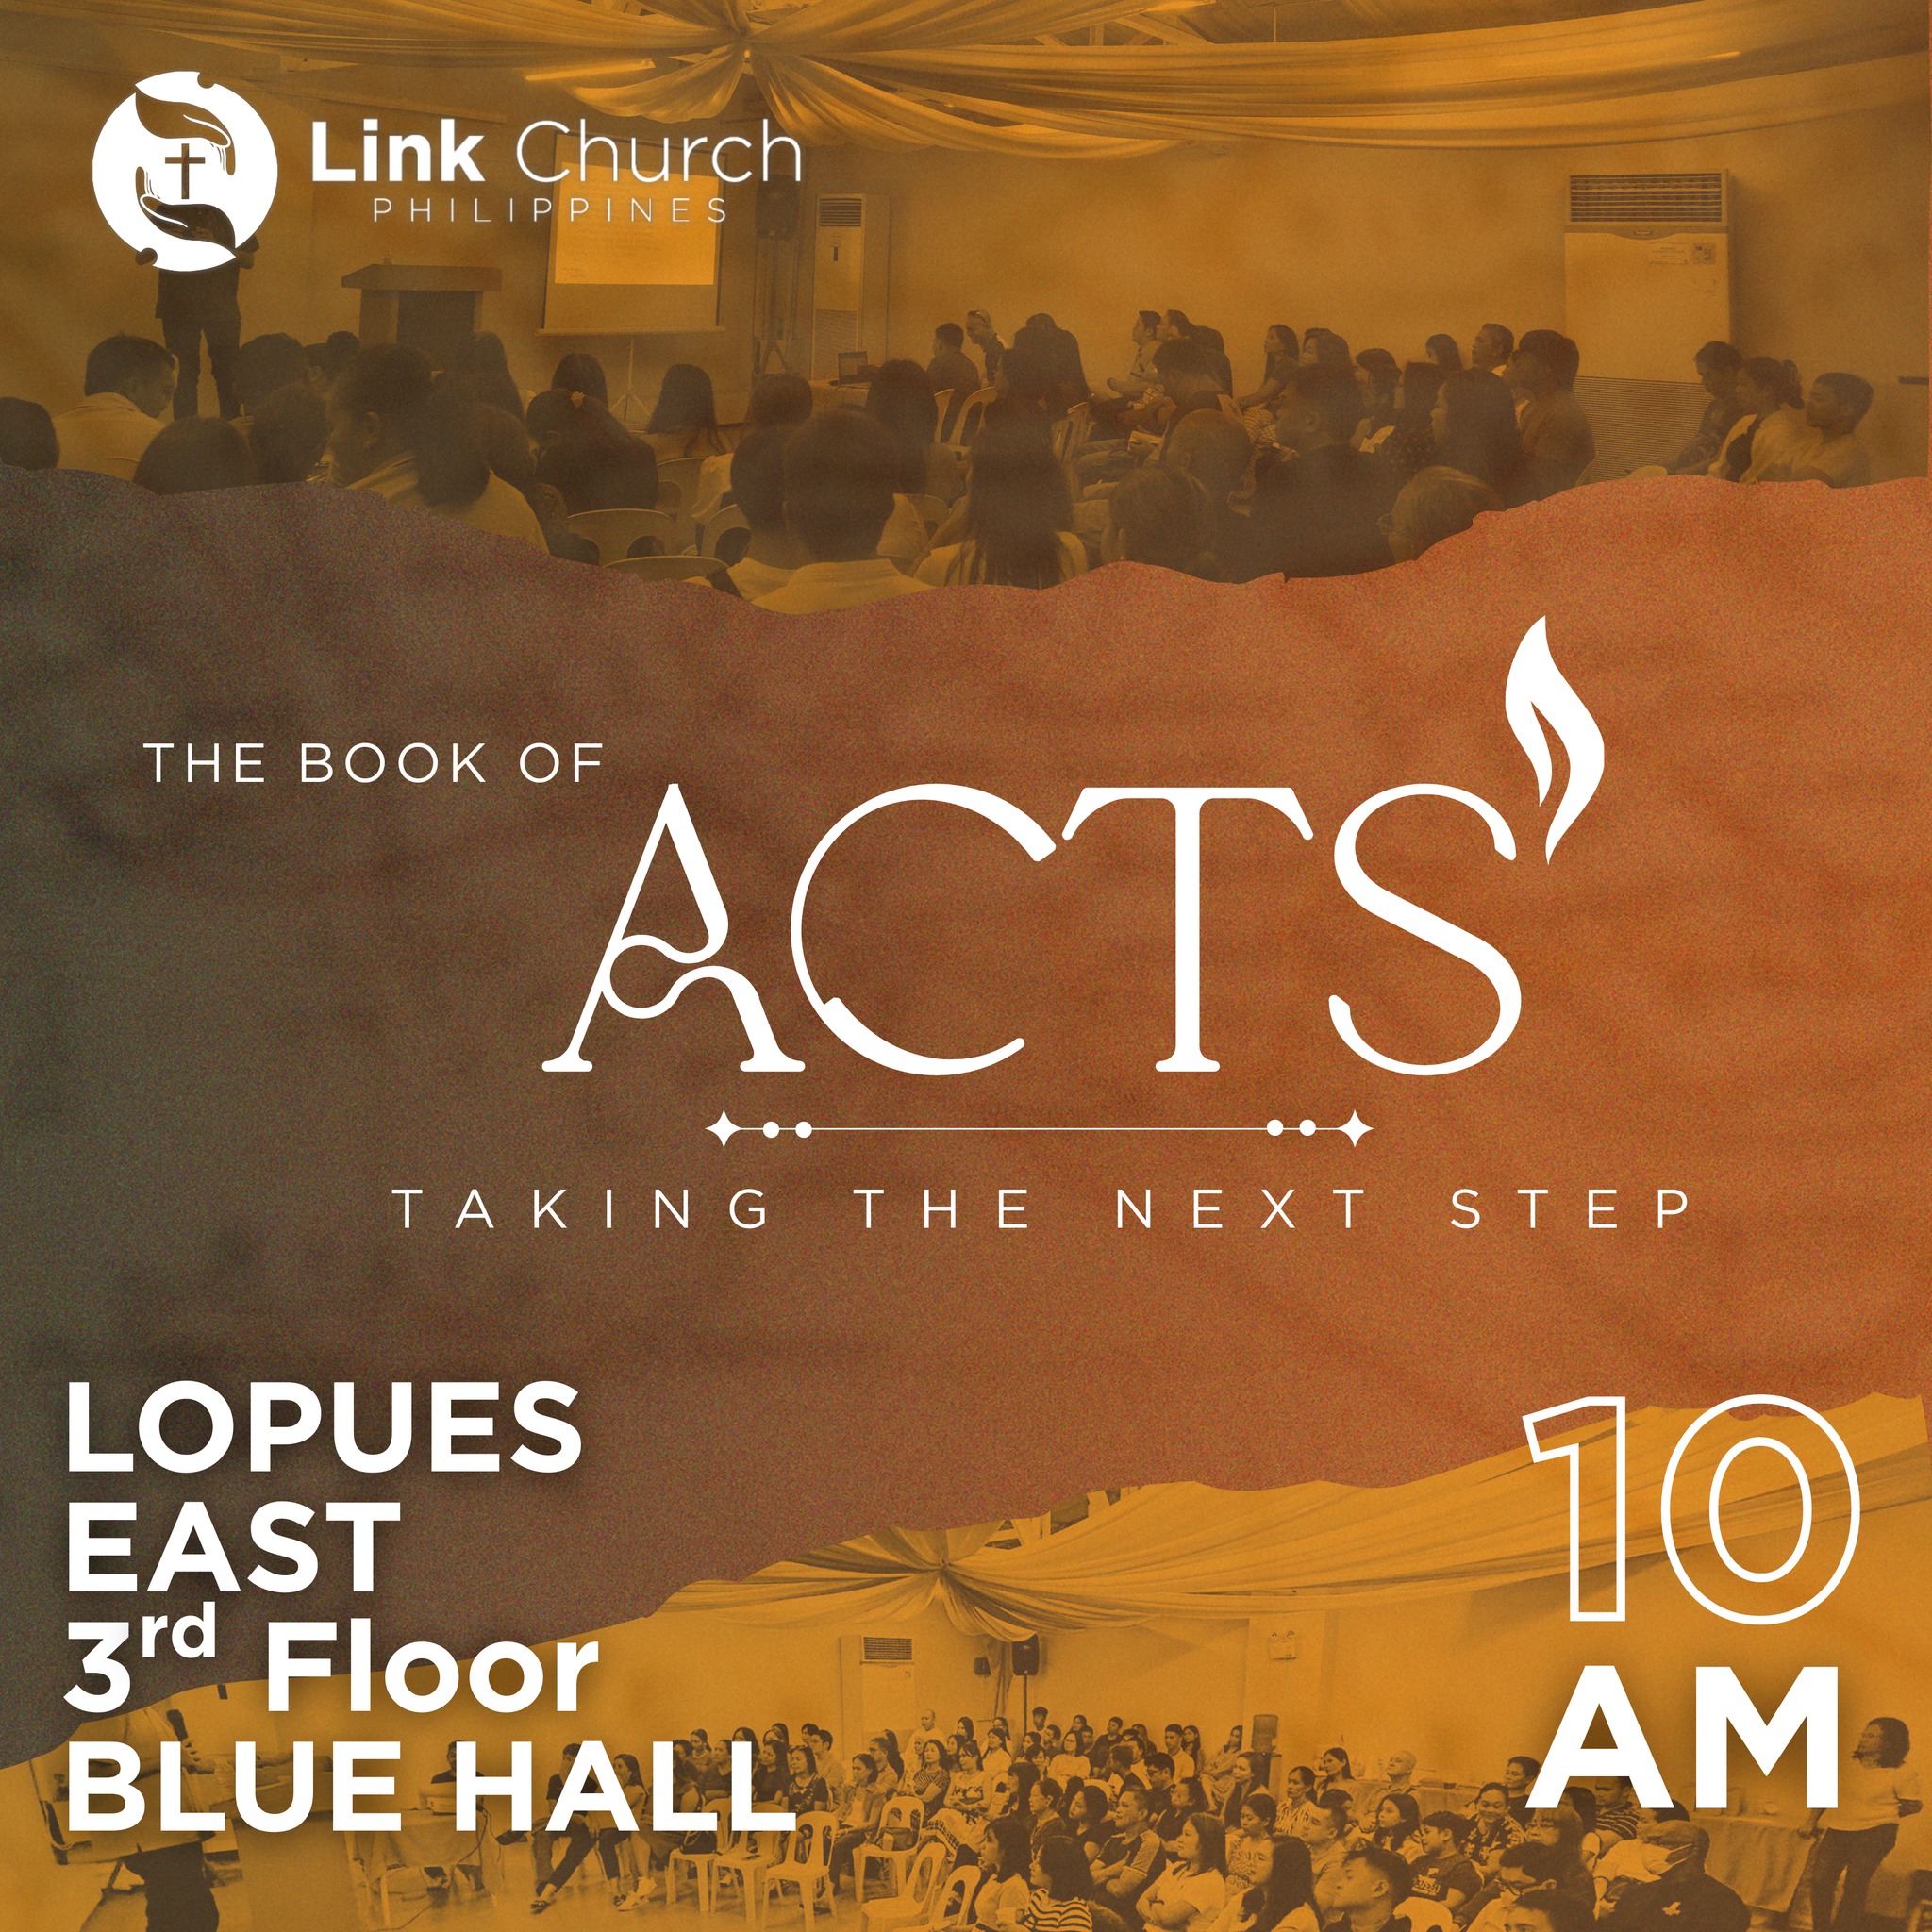 Link Church
PHILIPPINES
THE BOOK OF
ACTS
TAKING THE NEXT STEP
LOPUES
EAST
3rd Floor
BLUE HALL
10
AM